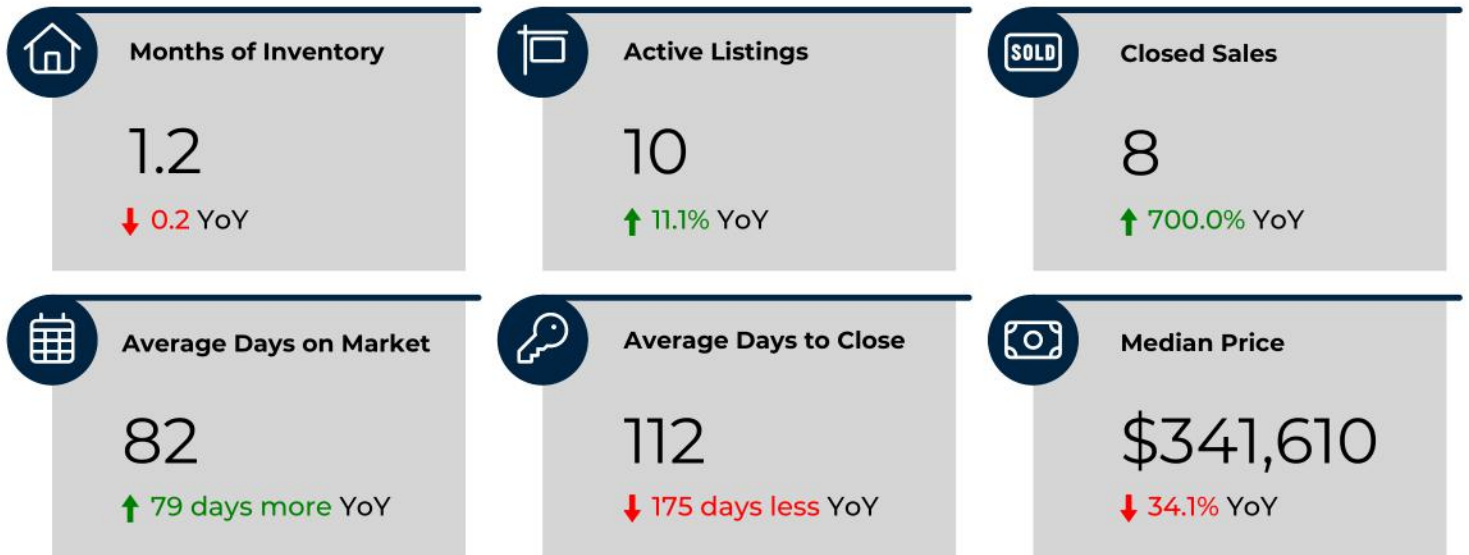 Months of Inventory
1.2
↓ 0.2 YoY
Active Listings
10
↑ 11.1% YoY
SOLD
Closed Sales
8
↑ 700.0% YoY
Average Days on Market
82
↑ 79 days more YoY
Average Days to Close
112
↓ 175 days less YoY
Median Price
$341,610
↓ 34.1% YoY